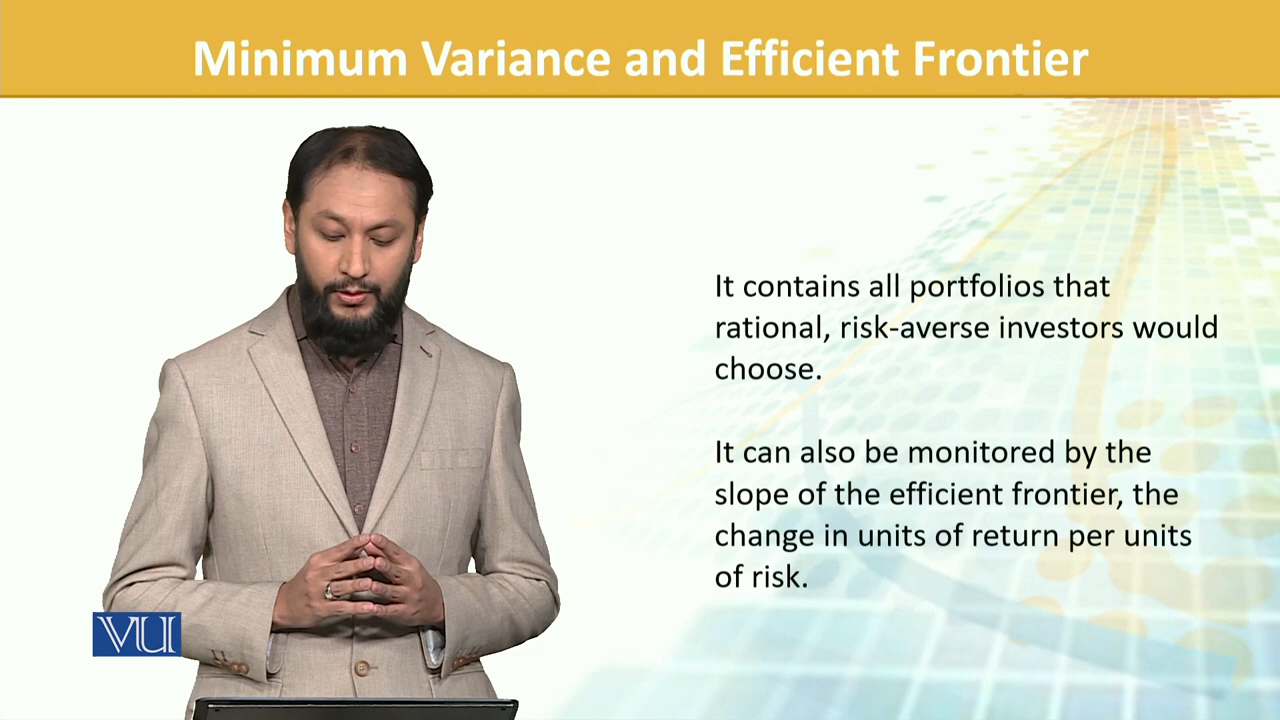 Minimum Variance and Efficient Frontier
It contains all portfolios that
rational, risk-averse investors would
choose.
It can also be monitored by the
slope of the efficient frontier, the
change in units of return per units
of risk.
VU